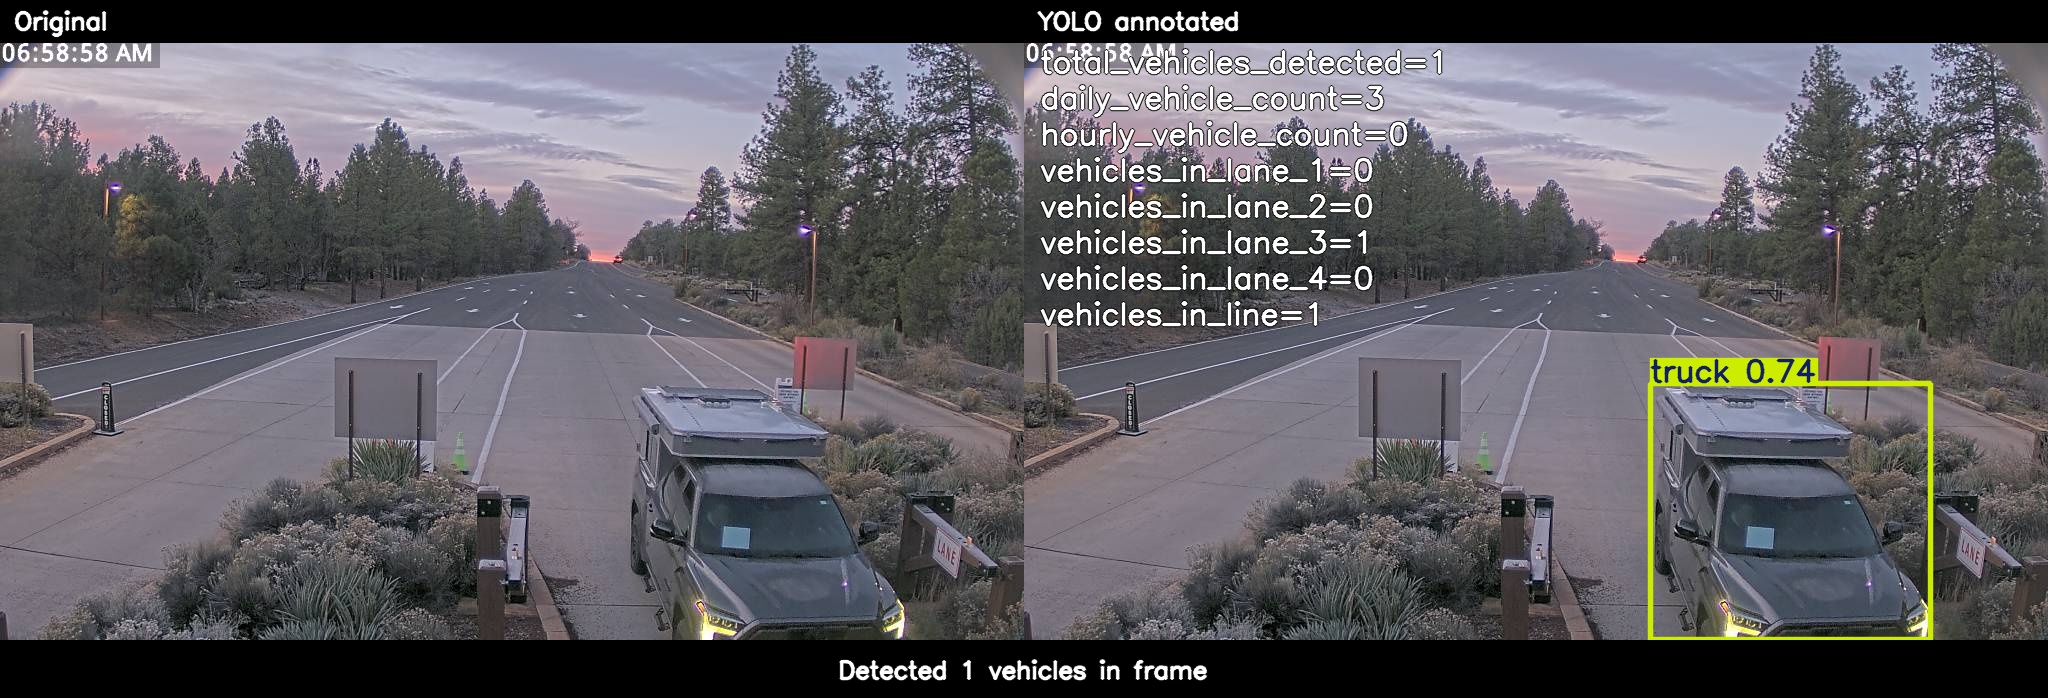 Original
06:58:58 AM
CLOSED
LANE
YOLO annotated
06:58:58 AM
total_vehicles_detected=1
daily_vehicle_count=3
hourly_vehicle_count=0
vehicles_in_lane_1=0
vehicles_in_lane_2=0
vehicles_in_lane_3=1
vehicles_in_lane_4=0
vehicles_in_line=1
truck 0.74
CLOSED
LANE
Detected 1 vehicles in frame